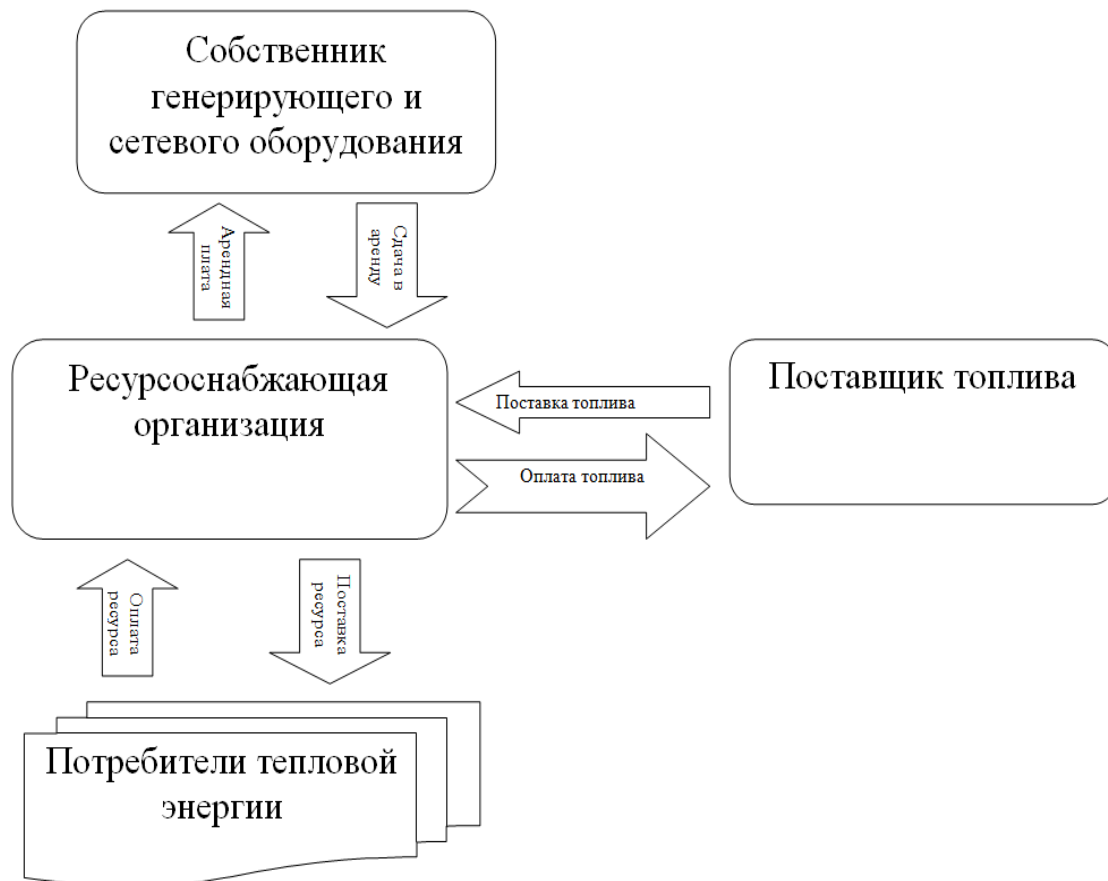 Собственник
генерирующего и
сетевого оборудования
Арендная
плата
Сдача в
аренду
Ресурсоснабжающая
организация
Поставщик топлива
Поставка топлива
Оплата топлива
Оплата
ресурса
Поставка
ресурса
Потребители тепловой
энергии